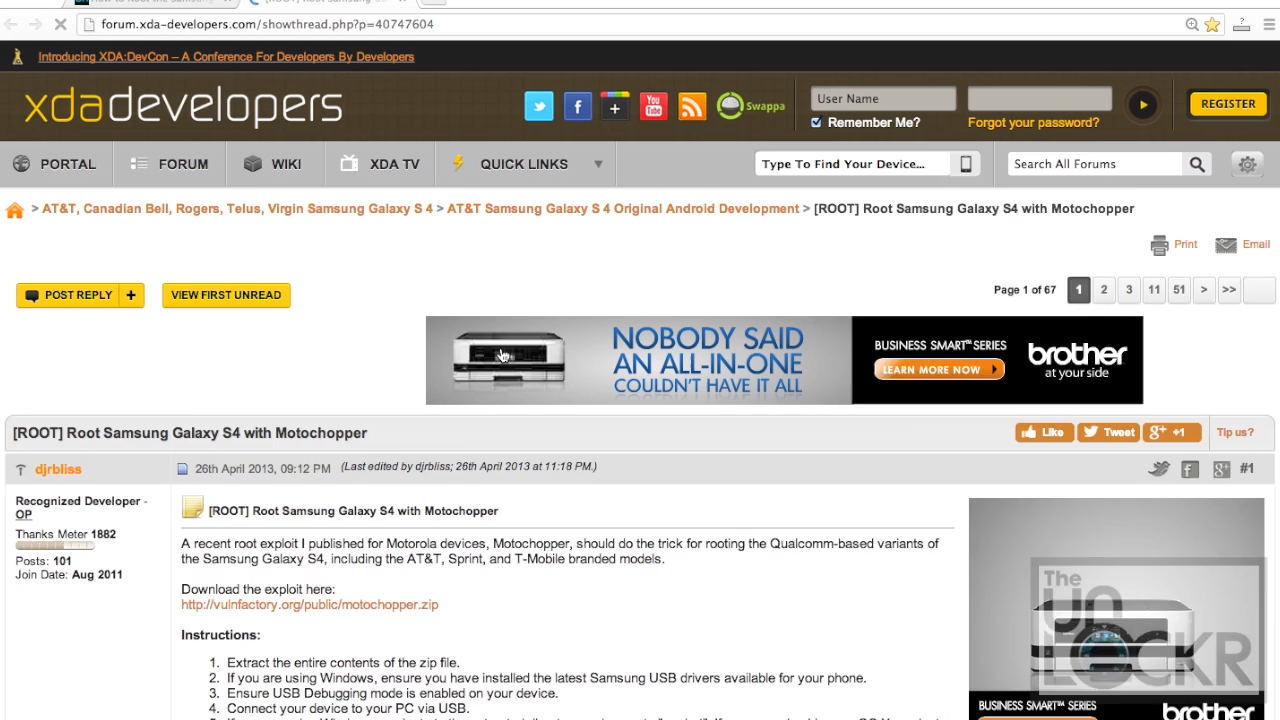 How to Root the Samsung
forum.xda-developers.com/showthread.php?p=40747604
Introducing XDA:DevCon – A Conference For Developers By Developers
xdadevelopers
You Tube
Swappa
User Name
Remember Me?
Forgot your password?
REGISTER
PORTAL
FORUM
WIKI
XDA TV
QUICK LINKS
Type To Find Your Device...
Search All Forums
> AT&T, Canadian Bell, Rogers, Telus, Virgin Samsung Galaxy S 4 > AT&T Samsung Galaxy S 4 Original Android Development > [ROOT] Root Samsung Galaxy S4 with Motochopper
Print
Email
POST REPLY +
VIEW FIRST UNREAD
Page 1 of 67 1 2 3 11 51 > >>
NOBODY SAID
AN ALL-IN-ONE
COULDN'T HAVE IT ALL
BUSINESS SMART™ SERIES
LEARN MORE NOW
brother
at your side
[ROOT] Root Samsung Galaxy S4 with Motochopper
Like
Tweet
g+ +1
Tip us?
djrbliss
26th April 2013, 09:12 PM (Last edited by djrbliss; 26th April 2013 at 11:18 PM.)
#1
Recognized Developer -
OP
Thanks Meter 1882
Posts: 101
Join Date: Aug 2011
[ROOT] Root Samsung Galaxy S4 with Motochopper
A recent root exploit I published for Motorola devices, Motochopper, should do the trick for rooting the Qualcomm-based variants of
the Samsung Galaxy S4, including the AT&T, Sprint, and T-Mobile branded models.
Download the exploit here:
http://vulnfactory.org/public/motochopper.zip
Instructions:
1. Extract the entire contents of the zip file.
2. If you are using Windows, ensure you have installed the latest Samsung USB drivers available for your phone.
3. Ensure USB Debugging mode is enabled on your device.
4. Connect your device to your PC via USB.
The
UN
LOCKR
BUSINESS SMART™ SERIES
brother